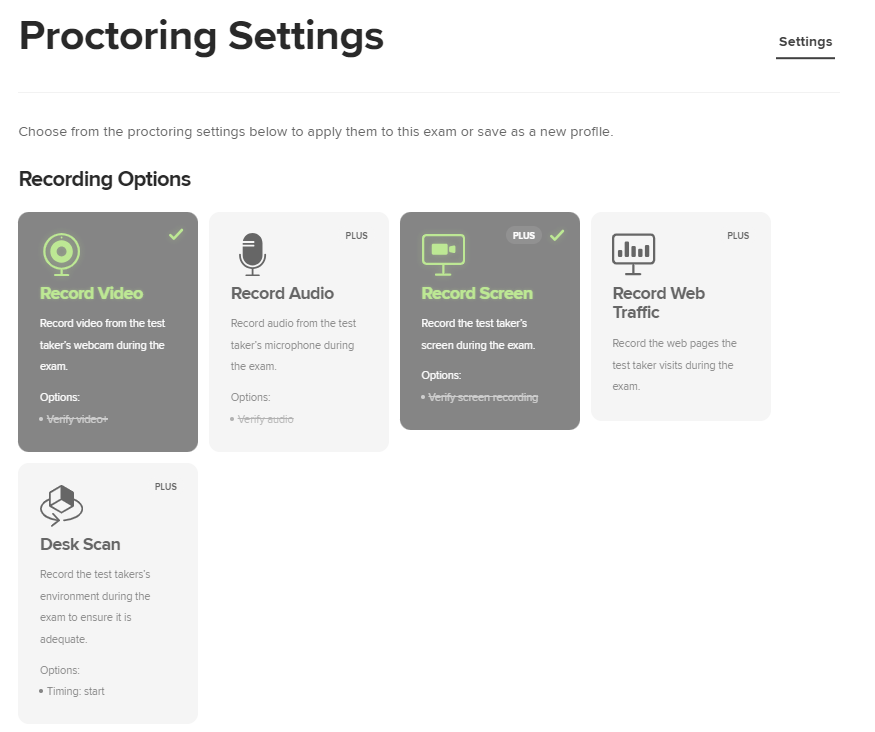 Proctoring Settings
Settings
Choose from the proctoring settings below to apply them to this exam or save as a new profile.
Recording Options
Record Video
Record video from the test
taker's webcam during the
exam.
Options:
• Verify video+
PLUS
Record Audio
Record audio from the test
taker's microphone during
the exam.
Options:
• Verify audio
PLUS
Record Screen
Record the test taker's
screen during the exam.
Options:
• Verify screen recording
PLUS
Record Web
Traffic
Record the web pages the
test taker visits during the
exam.
PLUS
Desk Scan
Record the test takers's
environment during the
exam to ensure it is
adequate.
Options:
• Timing: start